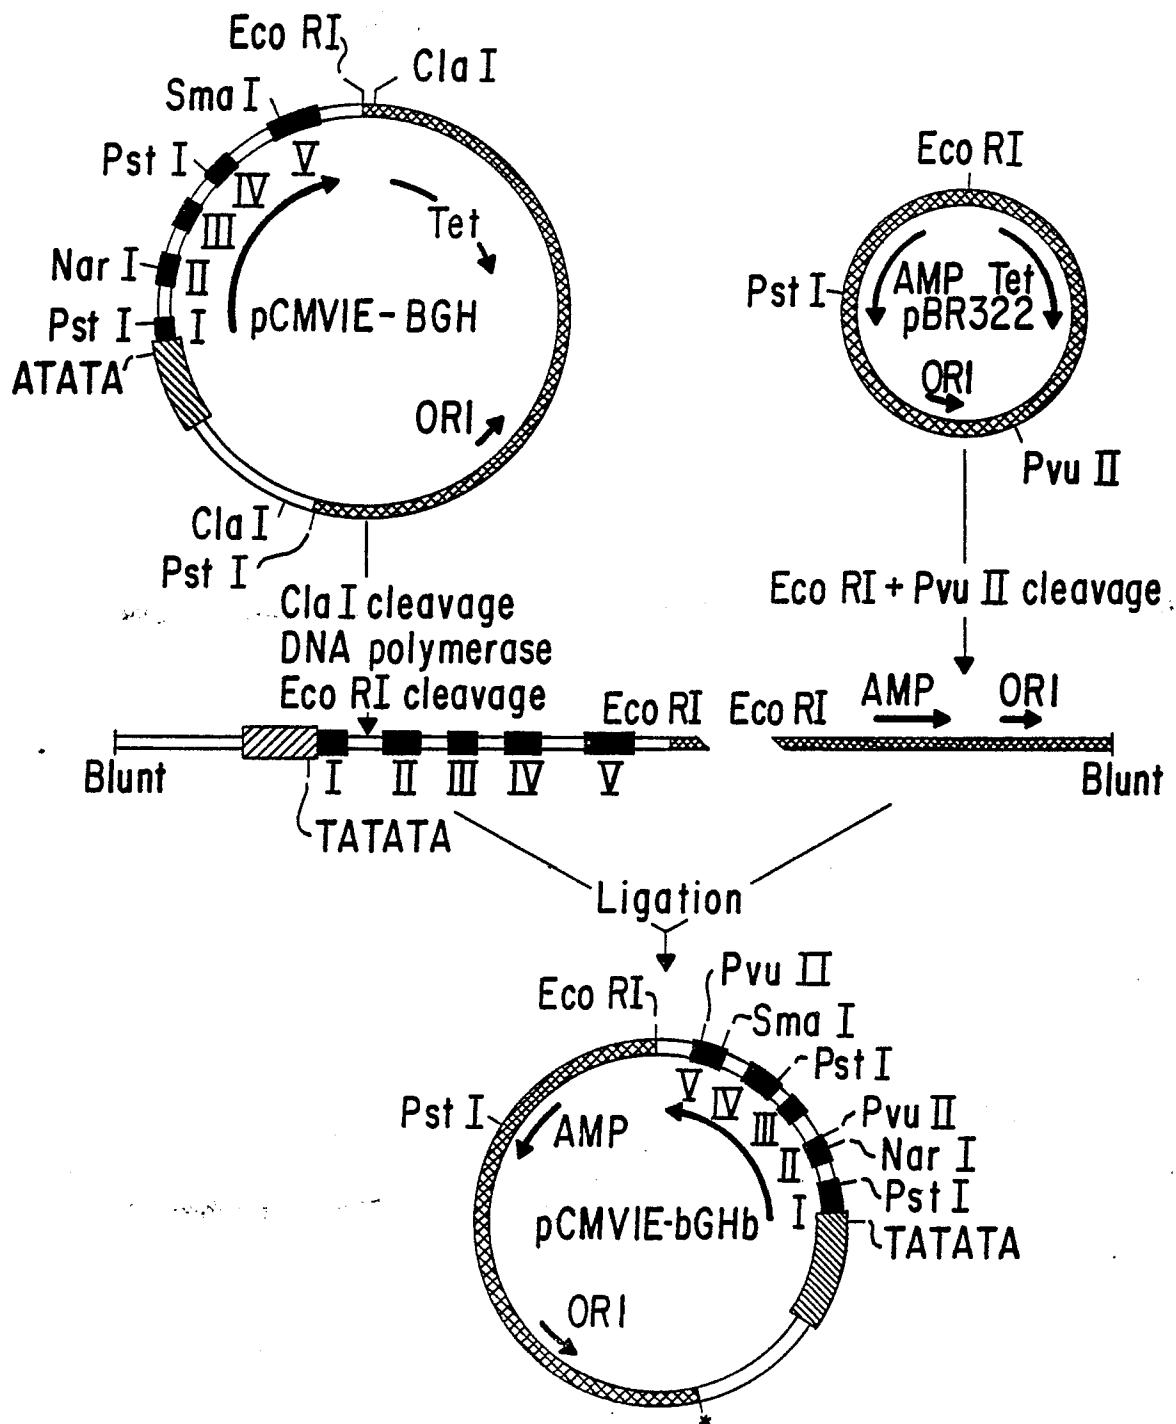 Eco RI
Cla I
Sma I
Pst I
V
IV
III
Nar I
II
Pst I
I
ATATA
Tet
pCMVIE-BGH
ORI
Cla I
Pst I
Eco RI
Pst I
AMP Tet
pBR322
ORI
Pvu II
Cla I cleavage
DNA polymerase
Eco RI cleavage
Eco RI + Pvu II cleavage
Eco RI
Eco RI
AMP
ORI
Blunt
I
II
III
IV
V
Blunt
TATATA
Ligation
Eco RI
Pvu II
Sma I
Pst I
V
IV
III
II
I
Pst I
AMP
Pvu II
Nar I
Pst I
pCMVIE-bGHb
TATATA
ORI
*